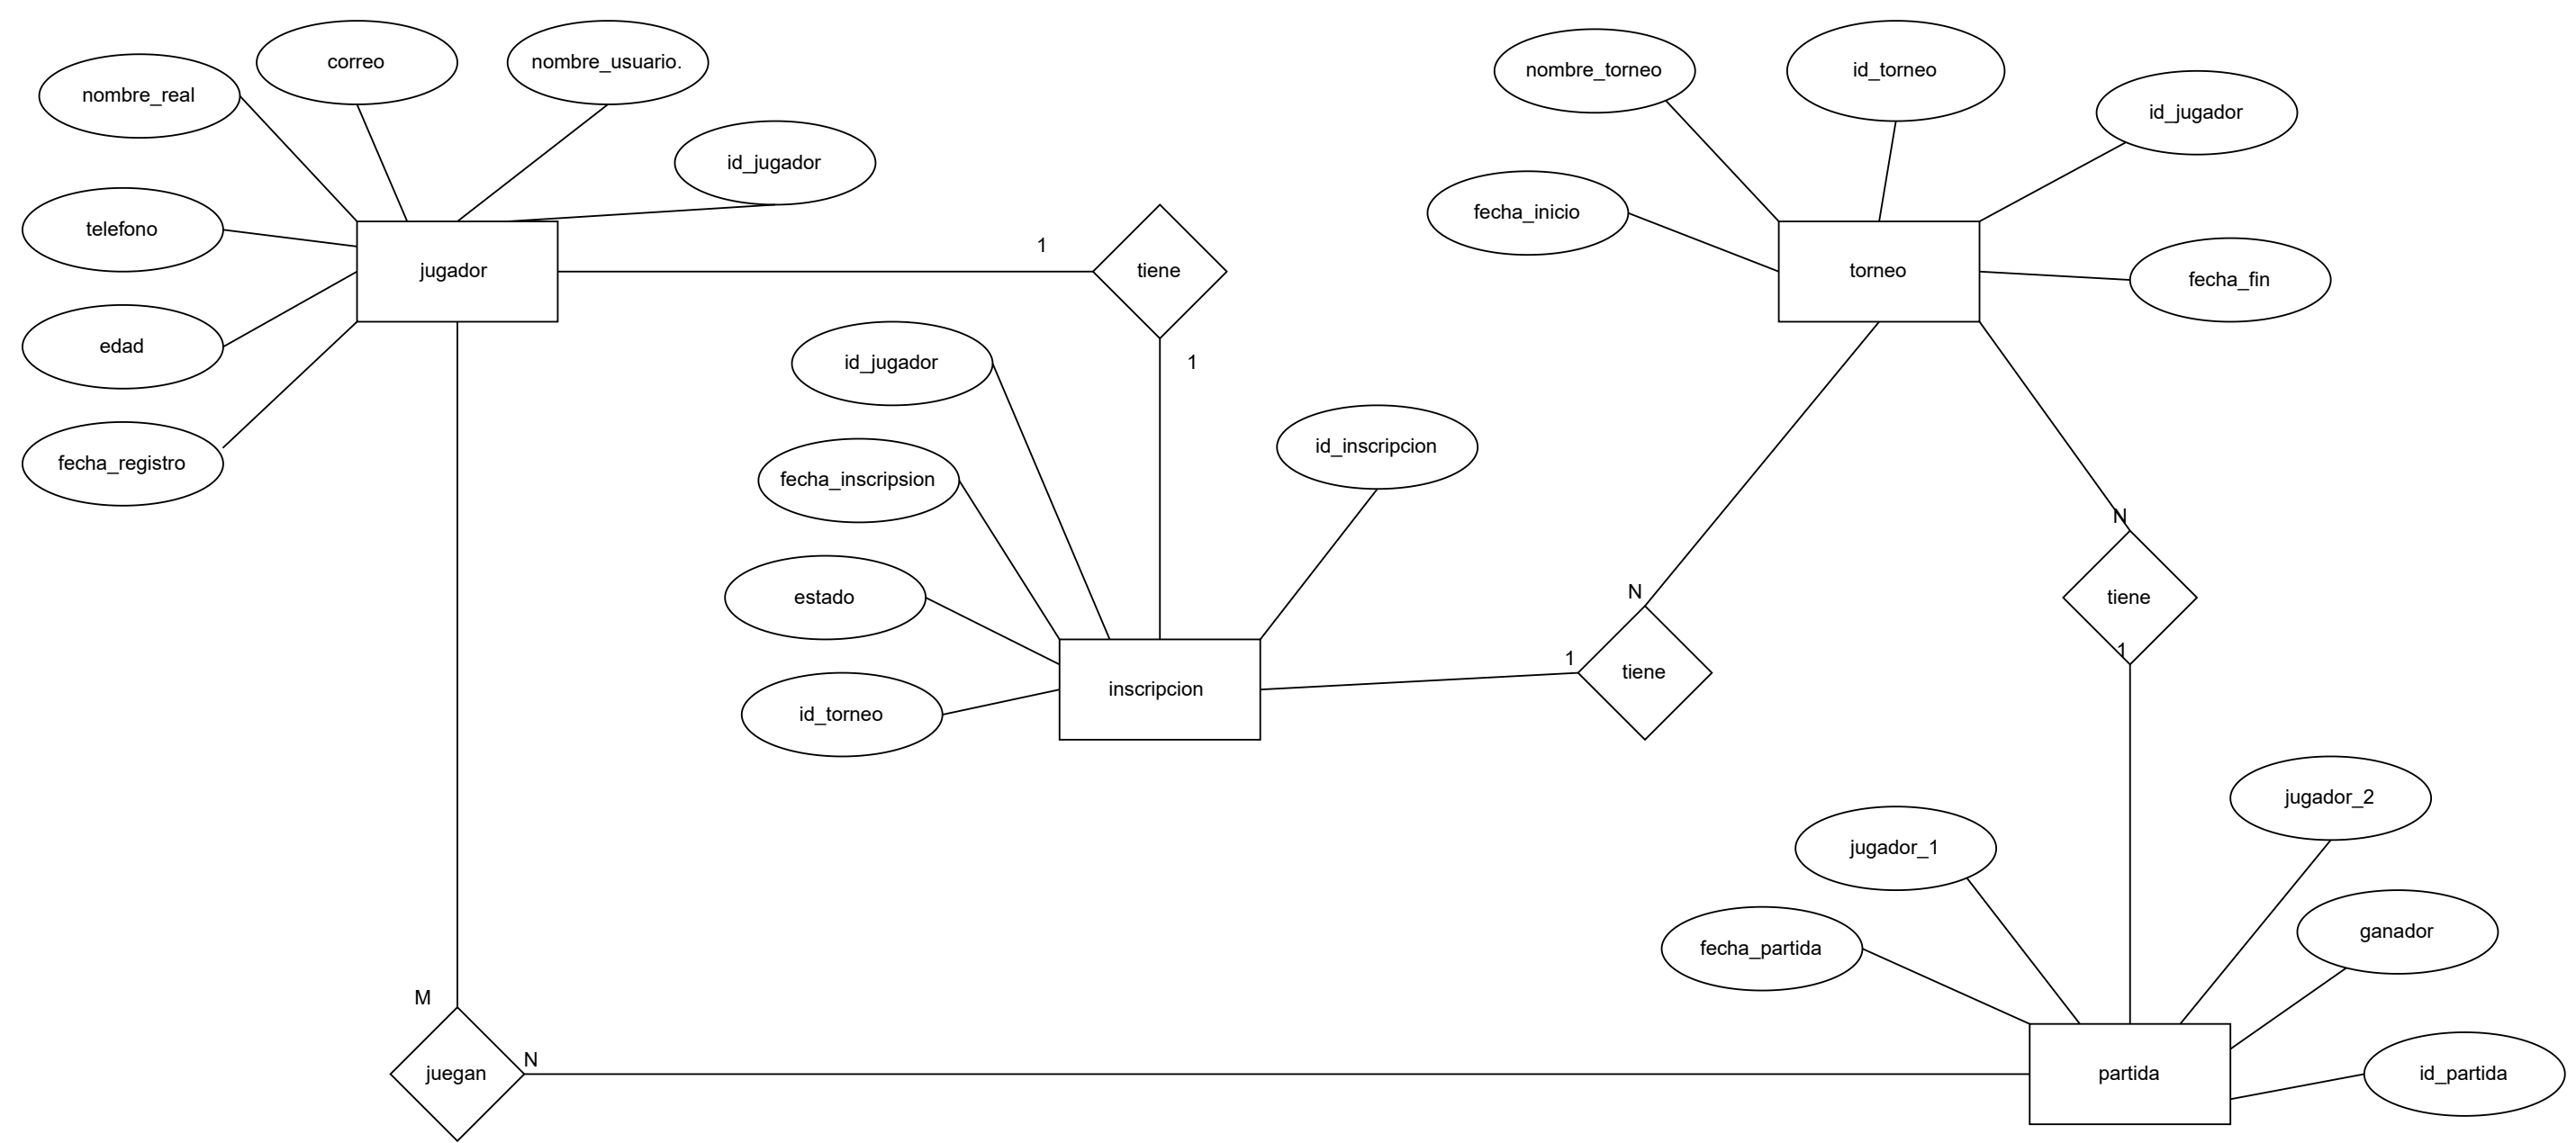 correo
nombre_usuario.
nombre_real
id_jugador
telefono
jugador
edad
fecha_registro
1
tiene
1
nombre_torneo
id_torneo
id_jugador
fecha_inicio
torneo
fecha_fin
id_jugador
fecha_inscripsion
id_inscripcion
estado
id_torneo
inscripcion
N
1
tiene
N
tiene
1
jugador_2
jugador_1
ganador
fecha_partida
partida
id_partida
M
juegan
N